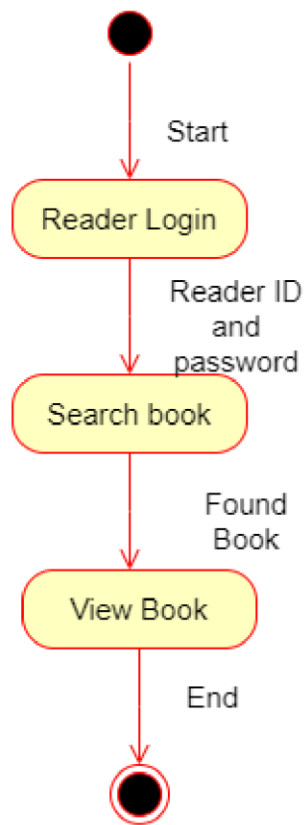 Start
Reader Login
Reader ID
and
password
Search book
Found
Book
View Book
End